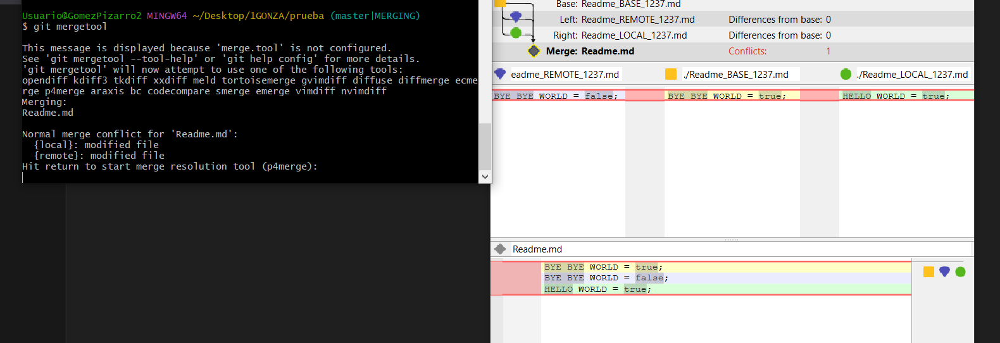 Usuario@GomezPizarro2 MINGW64 ~/Desktop/1GONZA/prueba (master|MERGING)
$ git mergetool
This message is displayed because 'merge.tool' is not configured.
See 'git mergetool --tool-help' or 'git help config' for more details.
'git mergetool' will now attempt to use one of the following tools:
opendiff kdiff3 tkdiff xxdiff meld tortoisemerge gvimdiff diffuse diffmerge ecme
rge p4merge araxis bc codecompare smerge emerge vimdiff nvimdiff
Merging:
Readme.md
Normal merge conflict for 'Readme.md':
{local}: modified file
{remote}: modified file
Hit return to start merge resolution tool (p4merge):
Base: Readme_BASE_1237.md
Left: Readme_REMOTE_1237.md Differences from base: 0
Right: Readme_LOCAL_1237.md Differences from base: 0
Merge: Readme.md Conflicts: 1
eadme_REMOTE_1237.md ./Readme_BASE_1237.md ./Readme_LOCAL_1237.md
BYE BYE WORLD = false; BYE BYE WORLD = true; HELLO WORLD = true;
Readme.md
BYE BYE WORLD = true;
BYE BYE WORLD = false;
HELLO WORLD = true;